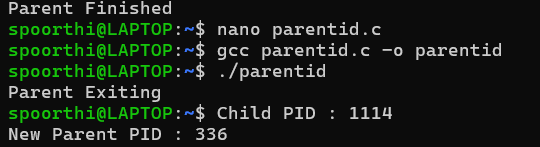 Parent Finished
spoorthi@LAPTOP:~$ nano parentid.c
spoorthi@LAPTOP:~$ gcc parentid.c -o parentid
spoorthi@LAPTOP:~$ ./parentid
Parent Exiting
spoorthi@LAPTOP:~$ Child PID : 1114
New Parent PID : 336